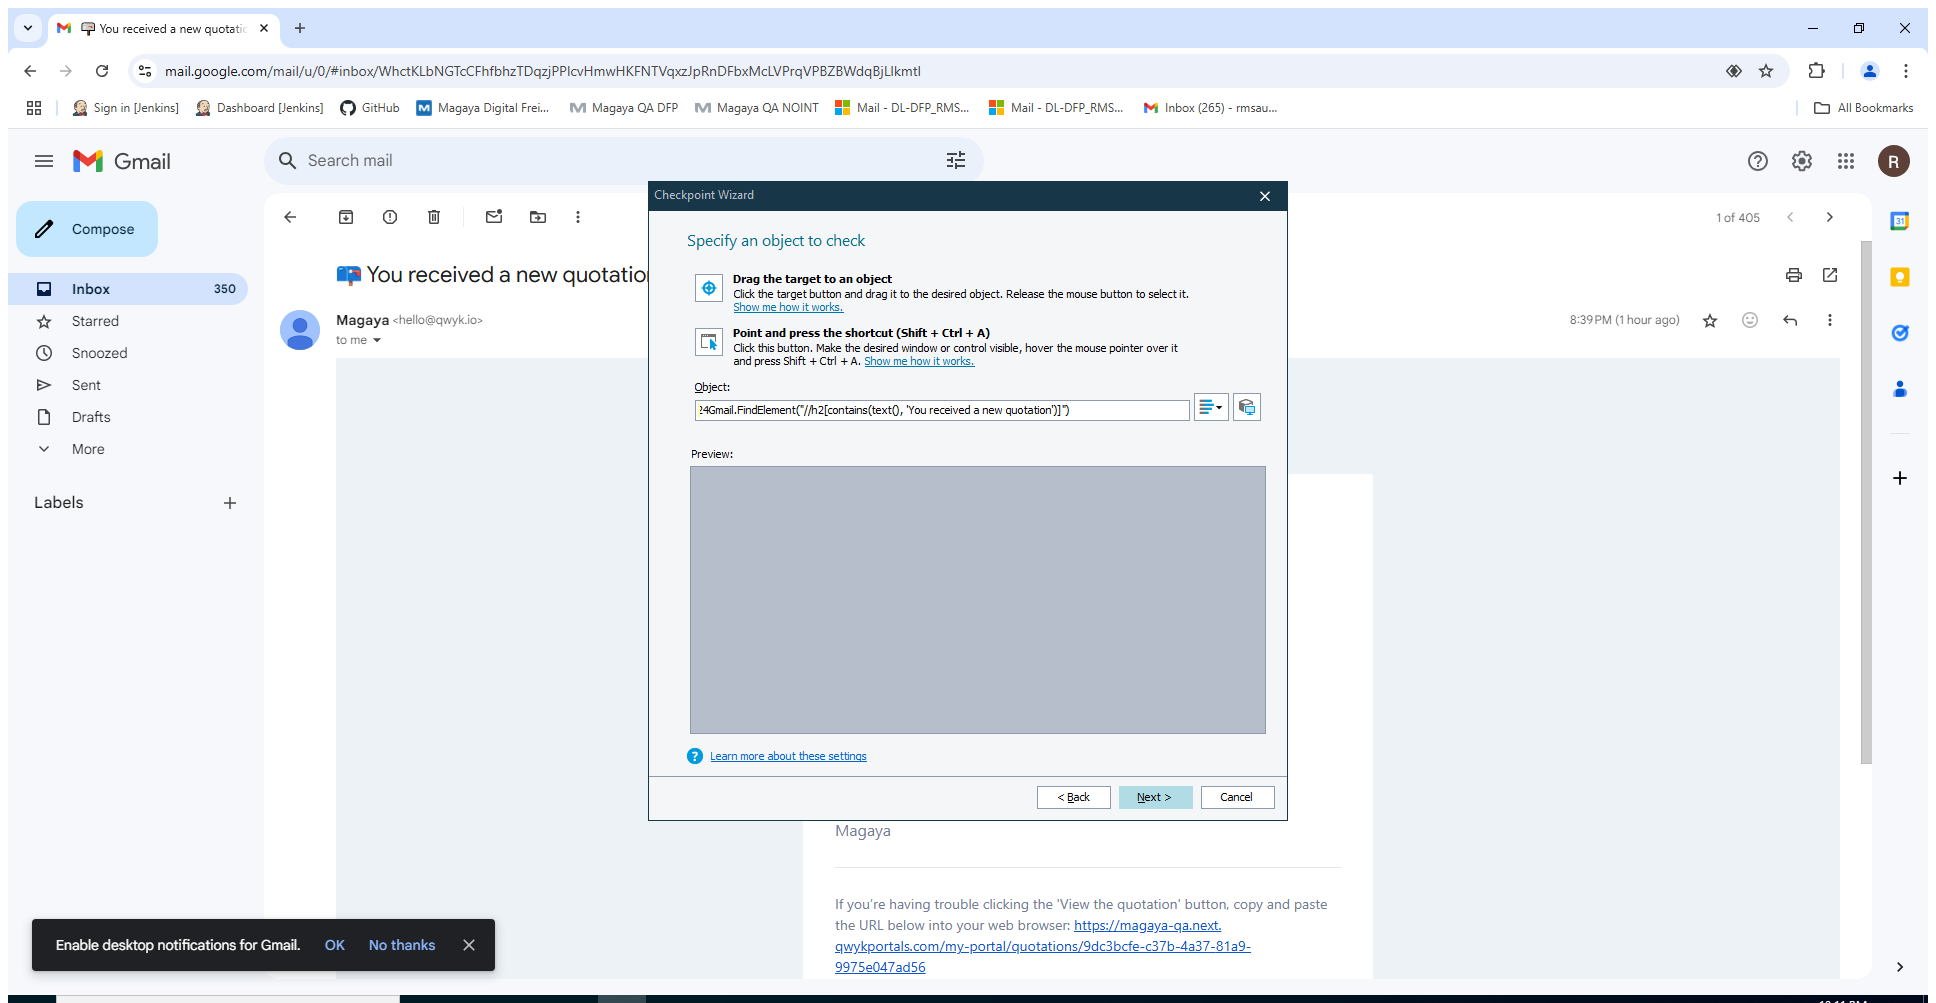 You received a new quotatio
mail.google.com/mail/u/0/#inbox/WhctKLbNGTcCFhfbhzTDqzjPPlcvHmwHKFNTVqxzJpRnDFbxMcLVPrqVPBZBWdqBjLlkmtl
Sign in [Jenkins]
Dashboard [Jenkins]
GitHub
Magaya Digital Frei...
Magaya QA DFP
Magaya QA NOINT
Mail - DL-DFP_RMS...
Mail - DL-DFP_RMS...
Inbox (265) - rmsau...
All Bookmarks
Gmail
Search mail
R
Compose
1 of 405
31
Inbox 350
Starred
Snoozed
Sent
Drafts
More
Labels
You received a new quotation
Magaya <hello@qwyk.io>
to me
8:39 PM (1 hour ago)
Checkpoint Wizard
Specify an object to check
Drag the target to an object
Click the target button and drag it to the desired object. Release the mouse button to select it.
Show me how it works.
Point and press the shortcut (Shift + Ctrl + A)
Click this button. Make the desired window or control visible, hover the mouse pointer over it
and press Shift + Ctrl + A. Show me how it works.
Object:
24Gmail.FindElement("//h2[contains(text(), 'You received a new quotation')]")
Preview:
Learn more about these settings
< Back
Next >
Cancel
Magaya
If you're having trouble clicking the 'View the quotation' button, copy and paste
the URL below into your web browser: https://magaya-qa.next.
qwykportals.com/my-portal/quotations/9dc3bcfe-c37b-4a37-81a9-
9975e047ad56
Enable desktop notifications for Gmail. OK No thanks